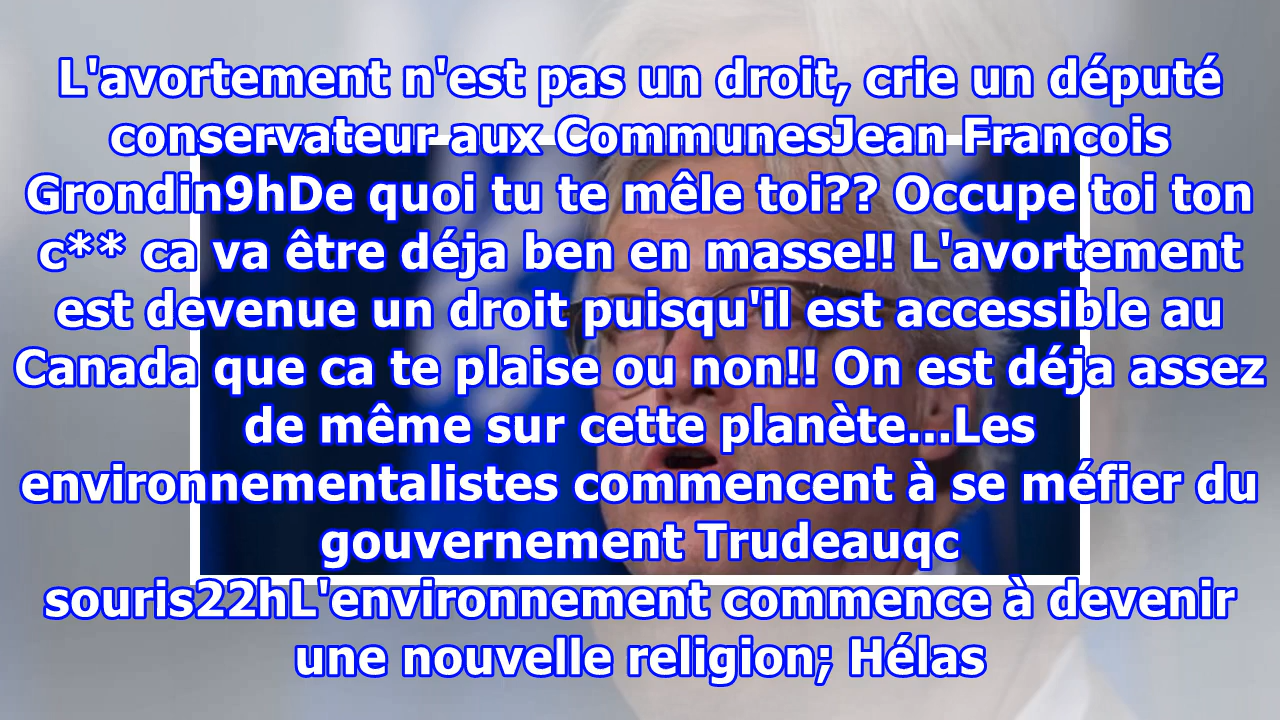 L'avortement n'est pas un droit, crie un député
conservateur aux CommunesJean Francois
Grondin9hDe quoi tu te mêle toi?? Occupe toi ton
c** ca va être déja ben en masse!! L'avortement
est devenue un droit puisqu'il est accessible au
Canada que ca te plaise ou non!! On est déja assez
de même sur cette planète...Les
environnementalistes commencent à se méfier du
gouvernement Trudeauqc
souris22hL'environnement commence à devenir
une nouvelle religion; Hélas